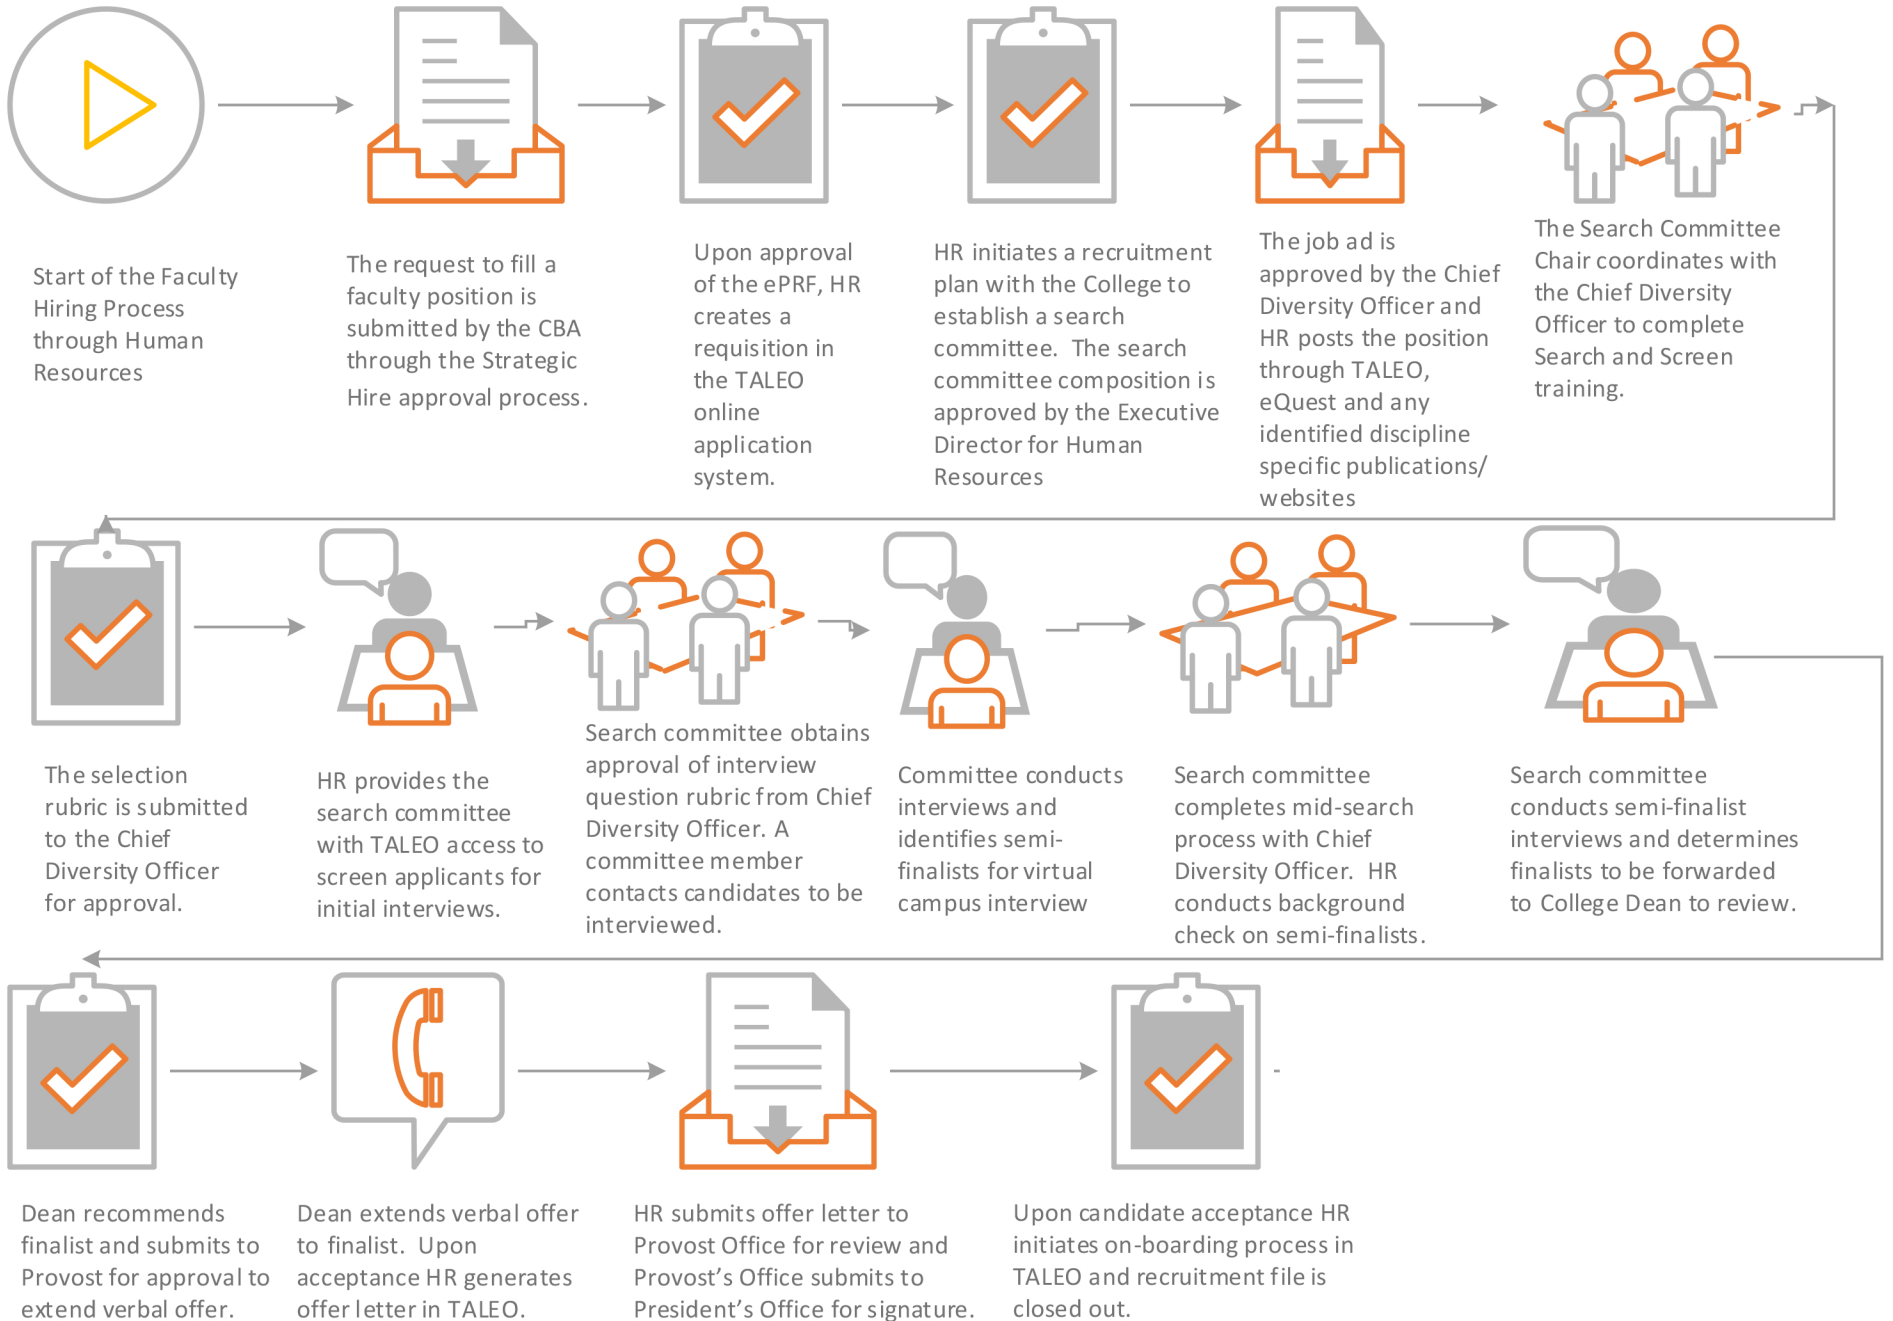 Start of the Faculty
Hiring Process
through Human
Resources
The request to fill a
faculty position is
submitted by the CBA
through the Strategic
Hire approval process.
Upon approval
of the ePRF, HR
creates a
requisition in
the TALEO
online
application
system.
HR initiates a recruitment
plan with the College to
establish a search
committee.  The search
committee composition is
approved by the Executive
Director for Human
Resources
The job ad is
approved by the Chief
Diversity Officer and
HR posts the position
through TALEO,
eQuest and any
identified discipline
specific publications/
websites
The Search Committee
Chair coordinates with
the Chief Diversity
Officer to complete
Search and Screen
training.
The selection
rubric is submitted
to the Chief
Diversity Officer
for approval.
HR provides the
search committee
with TALEO access to
screen applicants for
initial interviews.
Search committee obtains
approval of interview
question rubric from Chief
Diversity Officer. A
committee member
contacts candidates to be
interviewed.
Committee conducts
interviews and
identifies semi-
finalists for virtual
campus interview
Search committee
completes mid-search
process with Chief
Diversity Officer.  HR
conducts background
check on semi-finalists.
Search committee
conducts semi-finalist
interviews and determines
finalists to be forwarded
to College Dean to review.
Dean recommends
finalist and submits to
Provost for approval to
extend verbal offer.
Dean extends verbal offer
to finalist.  Upon
acceptance HR generates
offer letter in TALEO.
HR submits offer letter to
Provost Office for review and
Provost's Office submits to
President's Office for signature.
Upon candidate acceptance HR
initiates on-boarding process in
TALEO and recruitment file is
closed out.